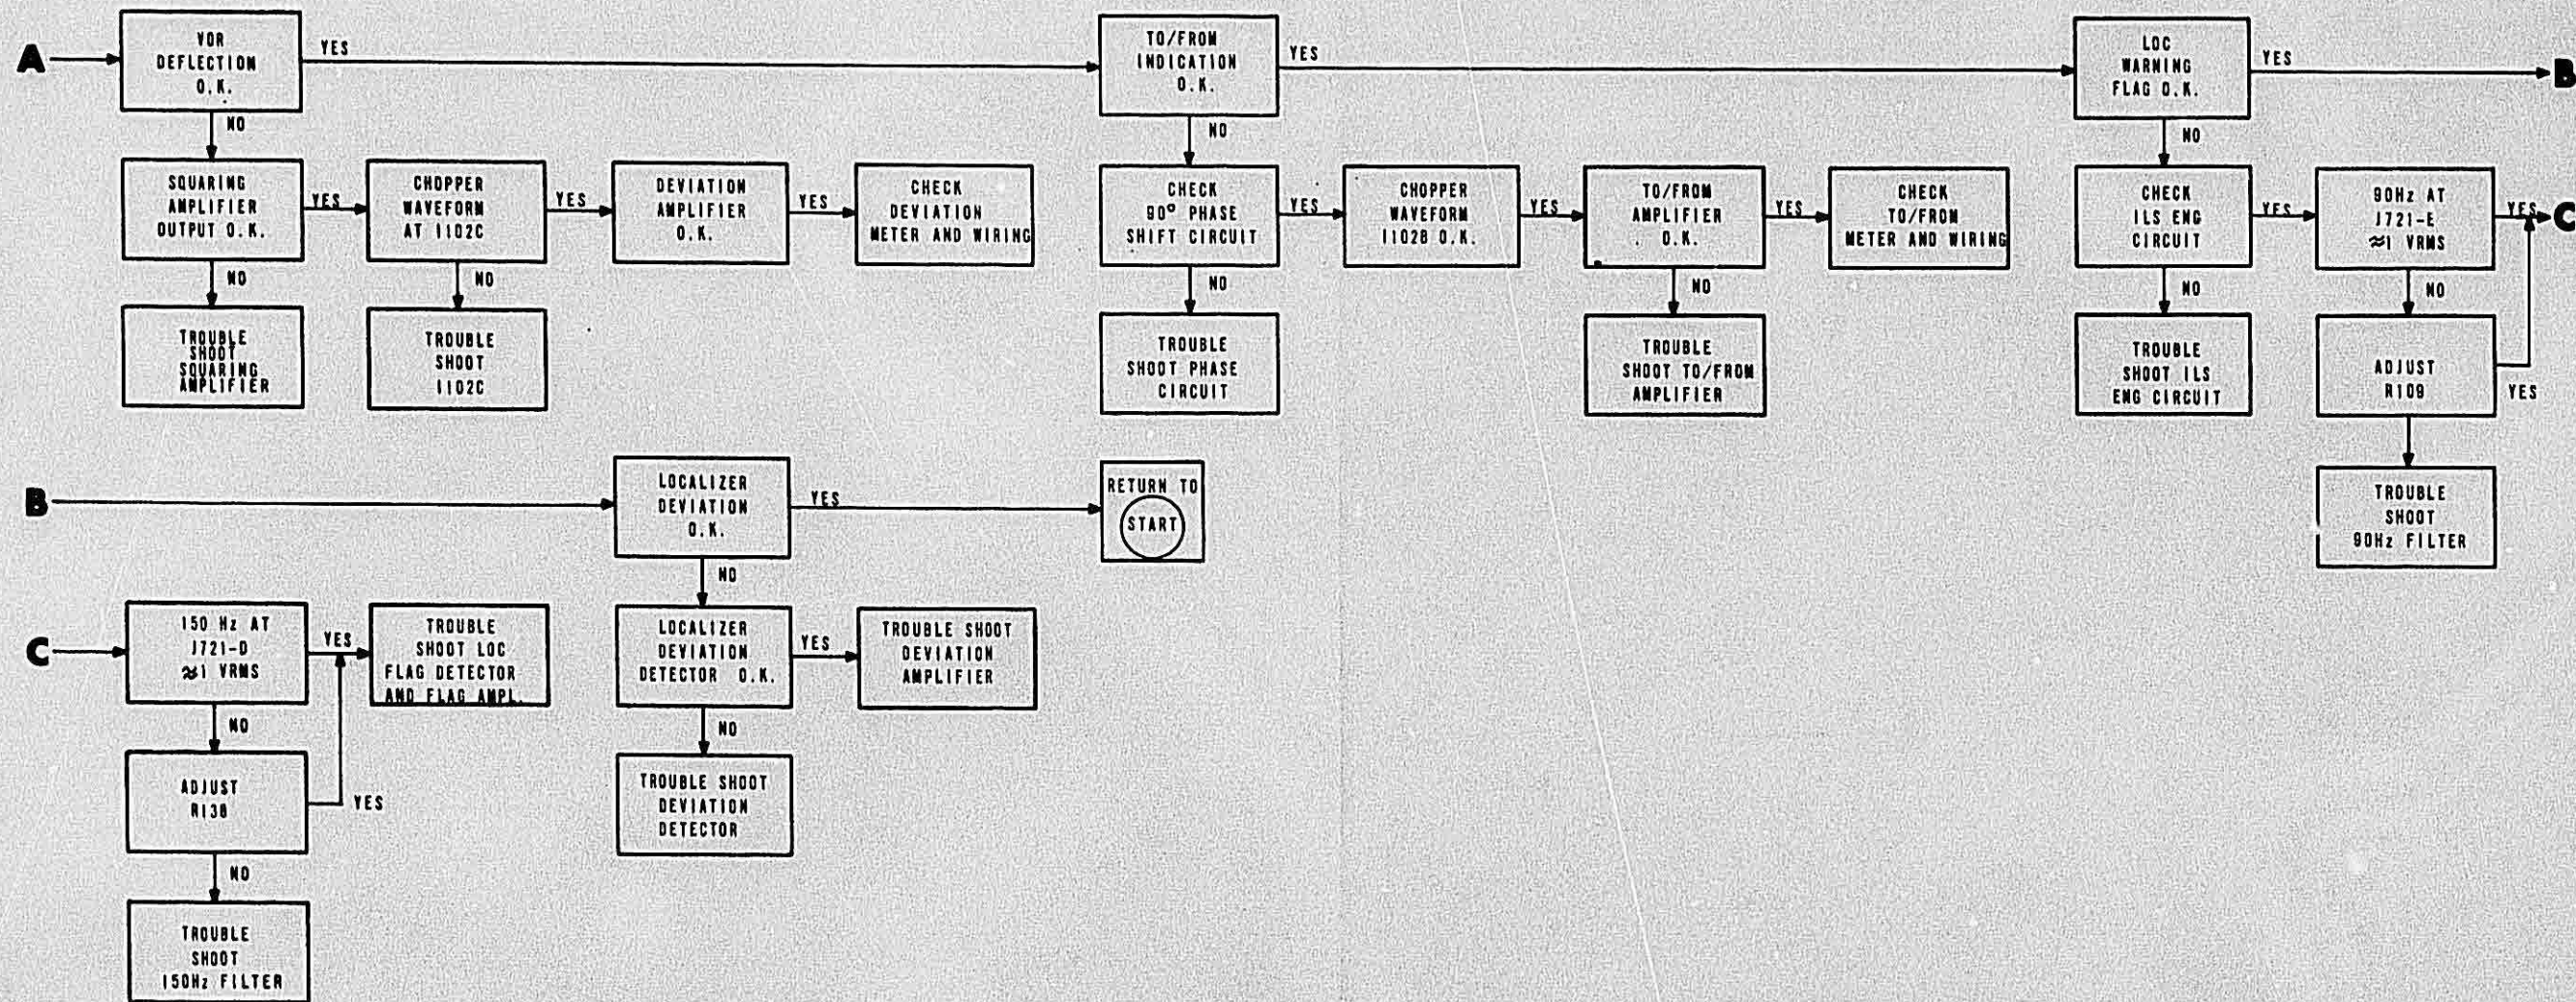 A
VOR
DEFLECTION
O.K.
YES
TO/FROM
INDICATION
O.K.
YES
LOC
WARNING
FLAG O.K.
YES
B
NO
NO
NO
SQUARING
AMPLIFIER
OUTPUT O.K.
YES
CHOPPER
WAVEFORM
AT I102C
YES
DEVIATION
AMPLIFIER
O.K.
YES
CHECK
DEVIATION
METER AND WIRING
CHECK
90° PHASE
SHIFT CIRCUIT
YES
CHOPPER
WAVEFORM
I102B O.K.
YES
TO/FROM
AMPLIFIER
O.K.
YES
CHECK
TO/FROM
METER AND WIRING
CHECK
ILS ENG
CIRCUIT
YES
90Hz AT
J721-E
≈1 VRMS
YES
C
NO
NO
NO
NO
NO
NO
TROUBLE
SHOOT
SQUARING
AMPLIFIER
TROUBLE
SHOOT
I102C
TROUBLE
SHOOT PHASE
CIRCUIT
TROUBLE
SHOOT TO/FROM
AMPLIFIER
TROUBLE
SHOOT ILS
ENG CIRCUIT
ADJUST
R109
YES
TROUBLE
SHOOT
90Hz FILTER
B
LOCALIZER
DEVIATION
O.K.
YES
RETURN TO
START
NO
C
150 Hz AT
J721-D
≈1 VRMS
YES
TROUBLE
SHOOT LOC
FLAG DETECTOR
AND FLAG AMPL.
LOCALIZER
DEVIATION
DETECTOR O.K.
YES
TROUBLE SHOOT
DEVIATION
AMPLIFIER
NO
NO
ADJUST
R138
YES
TROUBLE SHOOT
DEVIATION
DETECTOR
NO
TROUBLE
SHOOT
150Hz FILTER